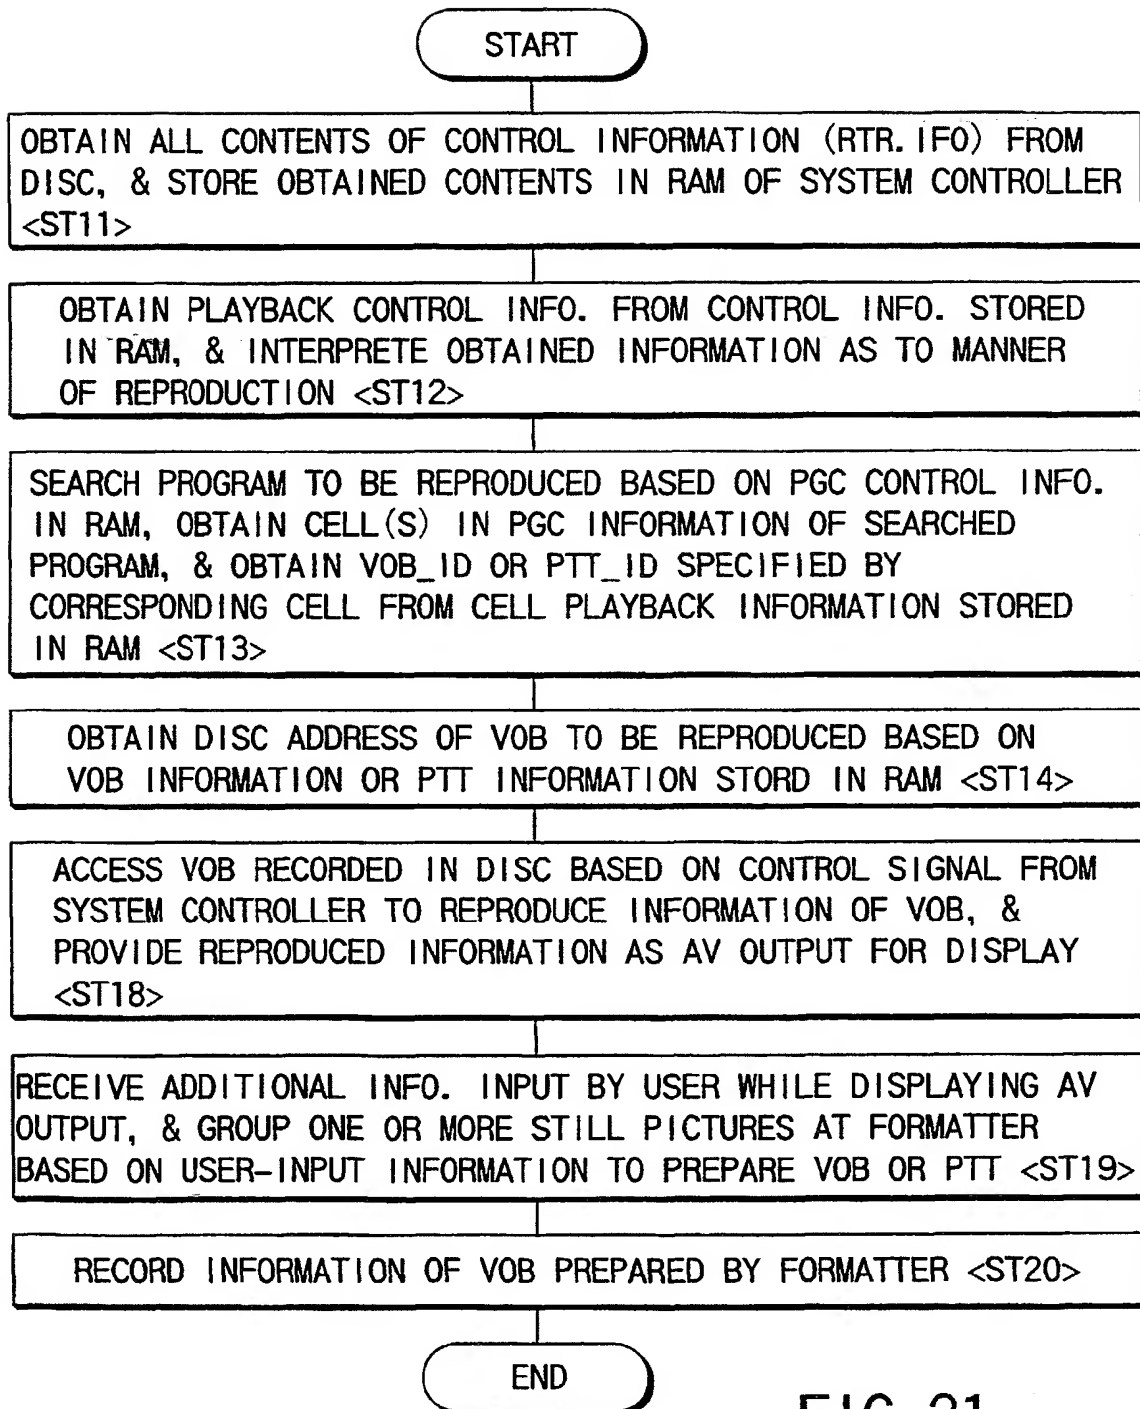 START
OBTAIN ALL CONTENTS OF CONTROL INFORMATION (RTR.IFO) FROM
DISC, & STORE OBTAINED CONTENTS IN RAM OF SYSTEM CONTROLLER
<ST11>
OBTAIN PLAYBACK CONTROL INFO. FROM CONTROL INFO. STORED
IN RAM, & INTERPRETE OBTAINED INFORMATION AS TO MANNER
OF REPRODUCTION <ST12>
SEARCH PROGRAM TO BE REPRODUCED BASED ON PGC CONTROL INFO.
IN RAM, OBTAIN CELL(S) IN PGC INFORMATION OF SEARCHED
PROGRAM, & OBTAIN VOB_ID OR PTT_ID SPECIFIED BY
CORRESPONDING CELL FROM CELL PLAYBACK INFORMATION STORED
IN RAM <ST13>
OBTAIN DISC ADDRESS OF VOB TO BE REPRODUCED BASED ON
VOB INFORMATION OR PTT INFORMATION STORD IN RAM <ST14>
ACCESS VOB RECORDED IN DISC BASED ON CONTROL SIGNAL FROM
SYSTEM CONTROLLER TO REPRODUCE INFORMATION OF VOB, &
PROVIDE REPRODUCED INFORMATION AS AV OUTPUT FOR DISPLAY
<ST18>
RECEIVE ADDITIONAL INFO. INPUT BY USER WHILE DISPLAYING AV
OUTPUT, & GROUP ONE OR MORE STILL PICTURES AT FORMATTER
BASED ON USER-INPUT INFORMATION TO PREPARE VOB OR PTT <ST19>
RECORD INFORMATION OF VOB PREPARED BY FORMATTER <ST20>
END
FIG. 21